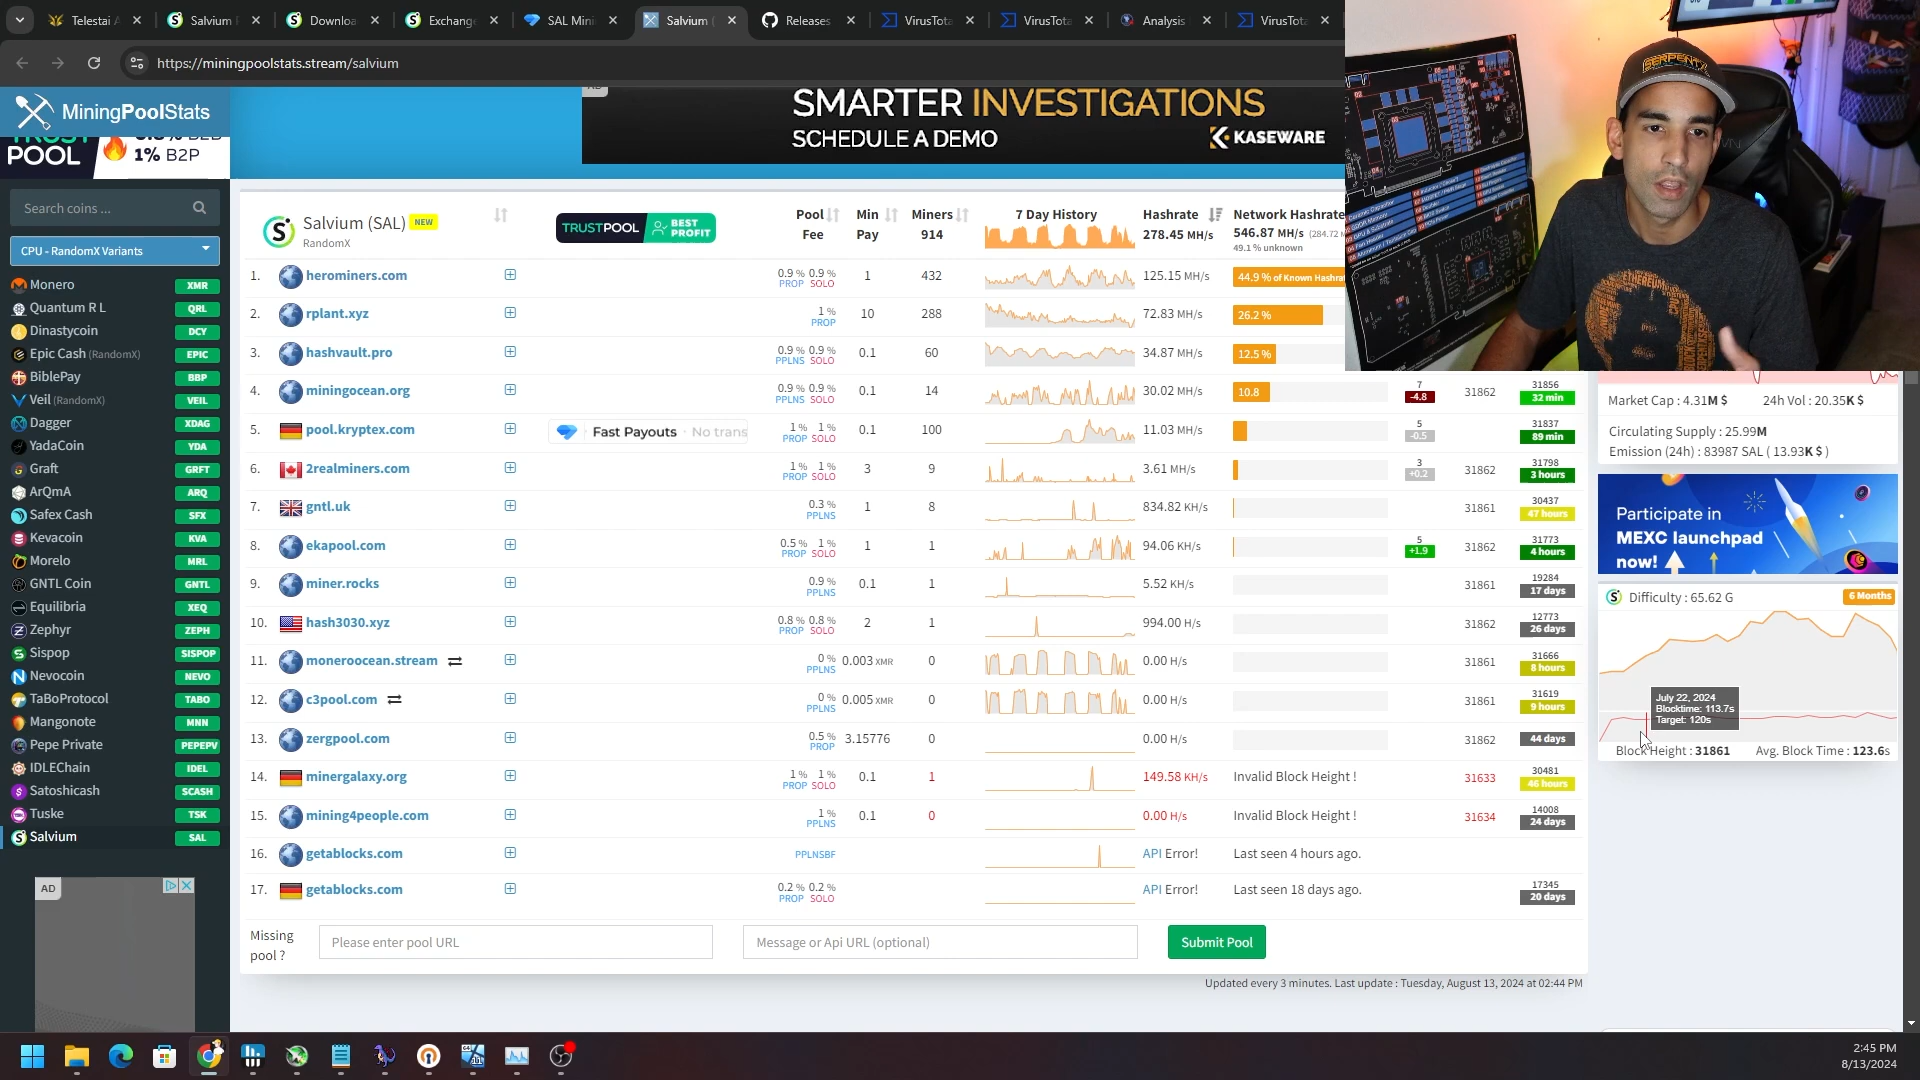 Telestai A
Salvium
Downloa
Exchange
SAL Mini
Salvium (
Releases
VirusTota
VirusTota
Analysis
VirusTota
https://miningpoolstats.stream/salvium
MiningPoolStats
POOL 1% B2P
AD
SMARTER INVESTIGATIONS
SCHEDULE A DEMO
KASEWARE
SERPENT
Search coins ...
CPU - RandomX Variants
Monero XMR
Quantum R L QRL
Dinastycoin DCY
Epic Cash (RandomX) EPIC
BiblePay BBP
Veil (RandomX) VEIL
Dagger XDAG
YadaCoin YDA
Graft GRFT
ArQmA ARQ
Safex Cash SFX
Kevacoin KVA
Morelo MRL
GNTL Coin GNTL
Equilibria XEQ
Zephyr ZEPH
Sispop SISPOP
Nevocoin NEVO
TaBoProtocol TABO
Mangonote MNN
Pepe Private PEPEPV
IDLEChain IDEL
Satoshicash SCASH
Tuske TSK
Salvium SAL
AD
Salvium (SAL) NEW
RandomX
TRUSTPOOL BEST PROFIT
Pool Fee
Min Pay
Miners 914
7 Day History
Hashrate 278.45 MH/s
Network Hashrate
546.87 MH/s (284.72 M
49.1 % unknown
1. herominers.com 0.9 % 0.9 % PROP SOLO 1 432 125.15 MH/s 44.9 % of Known Hashrat
2. rplant.xyz 1 % PROP 10 288 72.83 MH/s 26.2 %
3. hashvault.pro 0.9 % 0.9 % PPLNS SOLO 0.1 60 34.87 MH/s 12.5 %
4. miningocean.org 0.9 % 0.9 % PPLNS SOLO 0.1 14 30.02 MH/s 10.8 7 -4.8 31862 31856 32 min
5. pool.kryptex.com Fast Payouts · No trans 1 % 1 % PROP SOLO 0.1 100 11.03 MH/s 5 -0.5 31862 31837 89 min
6. 2realminers.com 1 % 1 % PROP SOLO 3 9 3.61 MH/s 3 +0.2 31862 31798 3 hours
7. gntl.uk 0.3 % PPLNS 1 8 834.82 KH/s 31861 30437 47 hours
8. ekapool.com 0.5 % 1 % PROP SOLO 1 1 94.06 KH/s 5 +1.9 31862 31773 4 hours
9. miner.rocks 0.9 % PPLNS 0.1 1 5.52 KH/s 31861 19284 17 days
10. hash3030.xyz 0.8 % 0.8 % PROP SOLO 2 1 994.00 H/s 31862 12773 26 days
11. moneroocean.stream 0 % PPLNS 0.003 XMR 0 0.00 H/s 31861 31666 8 hours
12. c3pool.com 0 % PPLNS 0.005 XMR 0 0.00 H/s 31861 31619 9 hours
13. zergpool.com 0.5 % PROP 3.15776 0 0.00 H/s 31862 44 days
14. minergalaxy.org 1 % 1 % PROP SOLO 0.1 1 149.58 KH/s Invalid Block Height ! 31633 30481 46 hours
15. mining4people.com 1 % PPLNS 0.1 0 0.00 H/s Invalid Block Height ! 31634 14008 24 days
16. getablocks.com PPLNSBF API Error! Last seen 4 hours ago.
17. getablocks.com 0.2 % 0.2 % PROP SOLO API Error! Last seen 18 days ago. 17345 20 days
Missing pool ?
Please enter pool URL
Message or Api URL (optional)
Submit Pool
Updated every 3 minutes. Last update : Tuesday, August 13, 2024 at 02:44 PM
Market Cap : 4.31M $ 24h Vol : 20.35K $
Circulating Supply : 25.99M
Emission (24h) : 83987 SAL ( 13.93K $ )
Participate in
MEXC launchpad
now!
Difficulty : 65.62 G 6 Months
July 22, 2024
Blocktime: 113.7s
Target: 120s
Block Height : 31861 Avg. Block Time : 123.6s
2:45 PM
8/13/2024